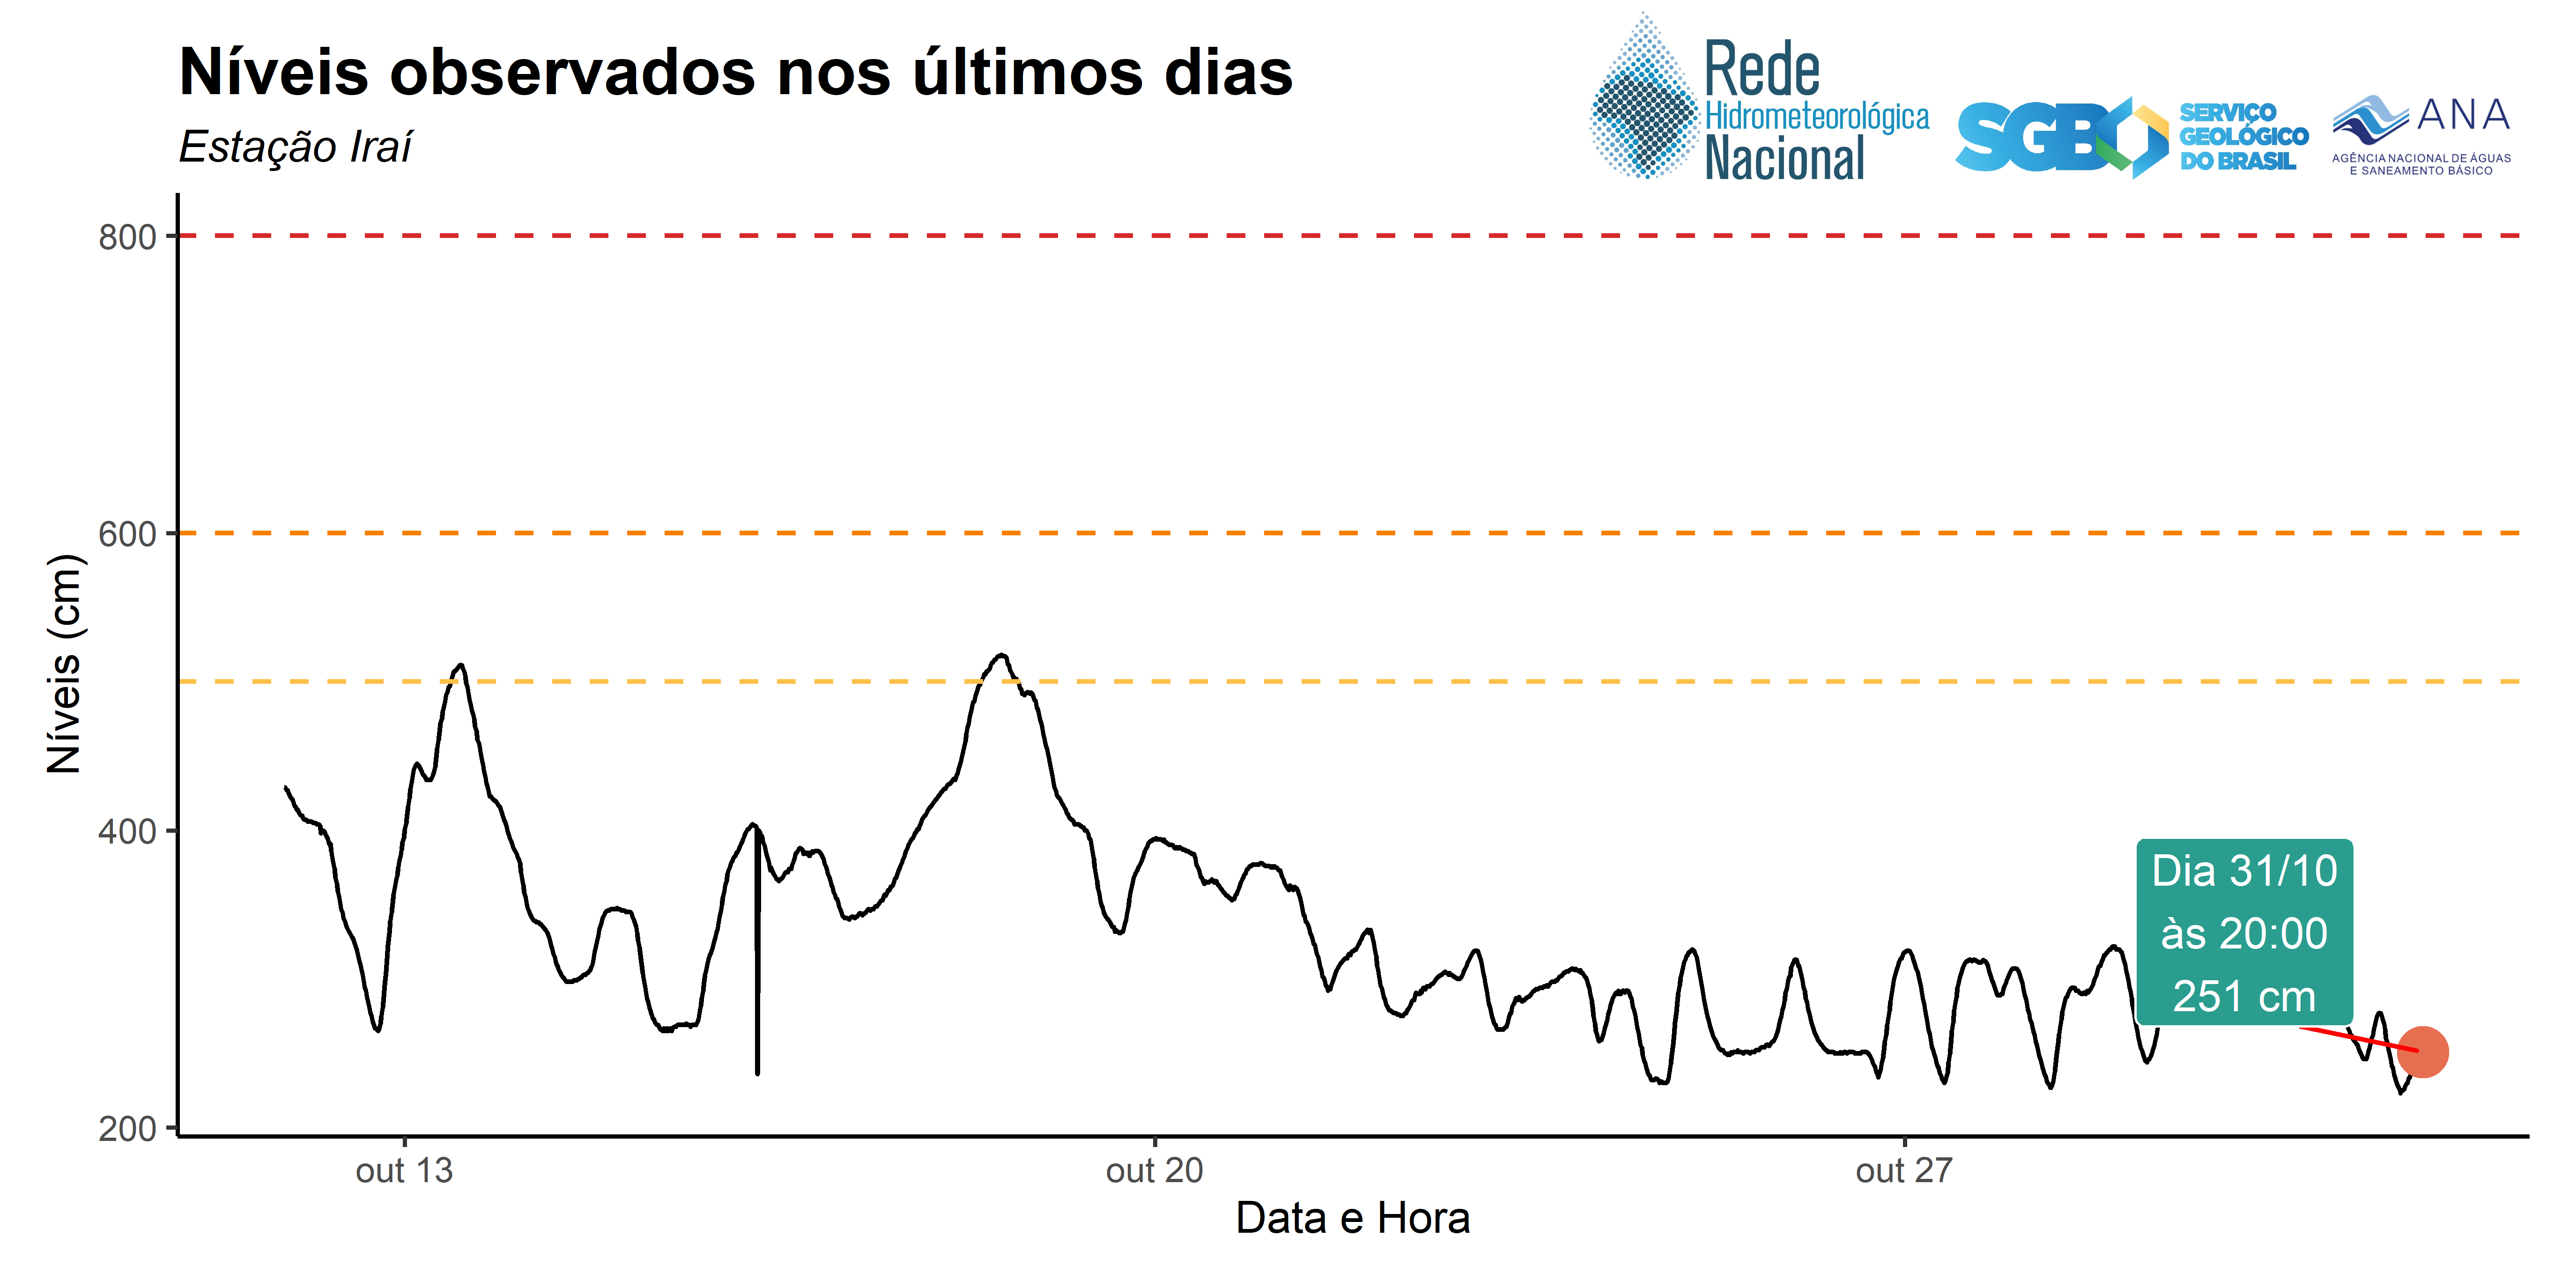 Níveis observados nos últimos dias
Estação Iraí
Rede
Hidrometeorológica
Nacional
SGB
SERVIÇO
GEOLÓGICO
DO BRASIL
ANA
AGÊNCIA NACIONAL DE ÁGUAS
E SANEAMENTO BÁSICO
Níveis (cm)
800
600
400
200
Dia 31/10
às 20:00
251 cm
out 13
out 20
out 27
Data e Hora